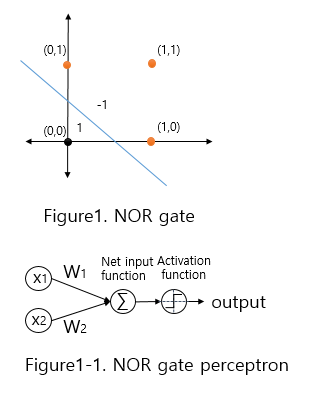 (0,1) (1,1)
-1
(0,0) 1 (1,0)
Figure1. NOR gate
Net input Activation
X1 W1 function function
Σ output
X2 W2
Figure1-1. NOR gate perceptron